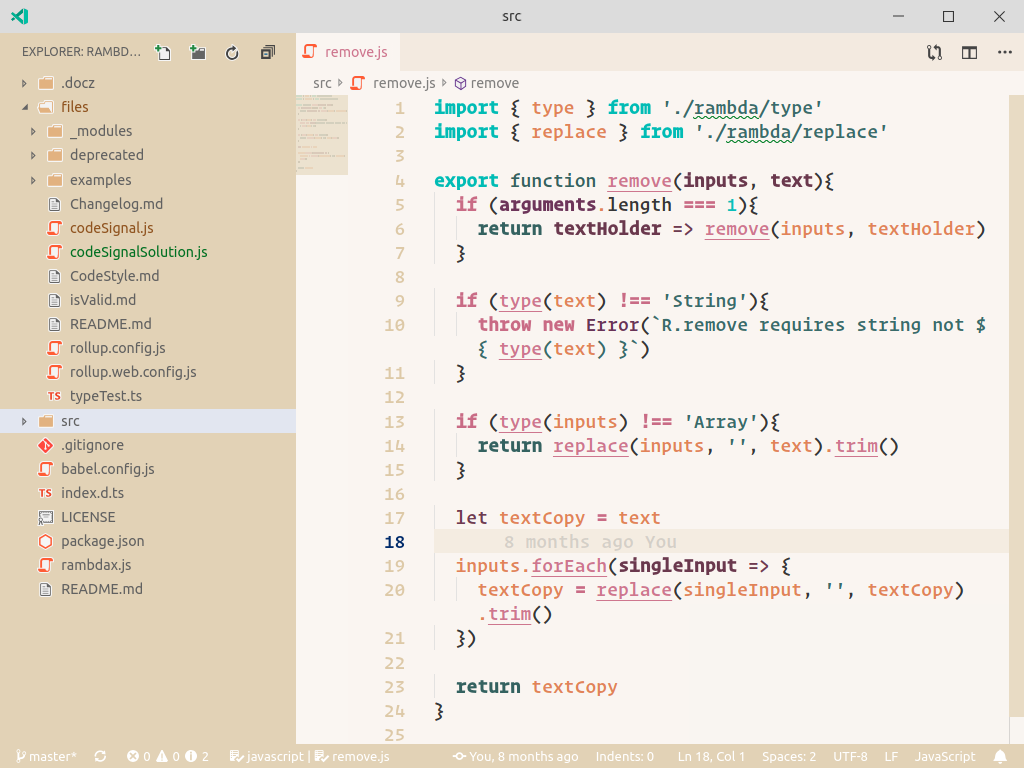 src
EXPLORER: RAMBD...
.docz
files
_modules
deprecated
examples
Changelog.md
codeSignal.js
codeSignalSolution.js
CodeStyle.md
isValid.md
README.md
rollup.config.js
rollup.web.config.js
TS typeTest.ts
src
.gitignore
babel.config.js
TS index.d.ts
LICENSE
package.json
rambdax.js
README.md
remove.js
src remove.js remove
1 import { type } from './rambda/type'
2 import { replace } from './rambda/replace'
3
4 export function remove(inputs, text){
5 if (arguments.length === 1){
6 return textHolder => remove(inputs, textHolder)
7 }
8
9 if (type(text) !== 'String'){
10 throw new Error(`R.remove requires string not $
{ type(text) }`)
11 }
12
13 if (type(inputs) !== 'Array'){
14 return replace(inputs, '', text).trim()
15 }
16
17 let textCopy = text
18 8 months ago You
19 inputs.forEach(singleInput => {
20 textCopy = replace(singleInput, '', textCopy)
.trim()
21 })
22
23 return textCopy
24 }
25
master* 0 0 2 javascript | remove.js You, 8 months ago Indents: 0 Ln 18, Col 1 Spaces: 2 UTF-8 LF JavaScript